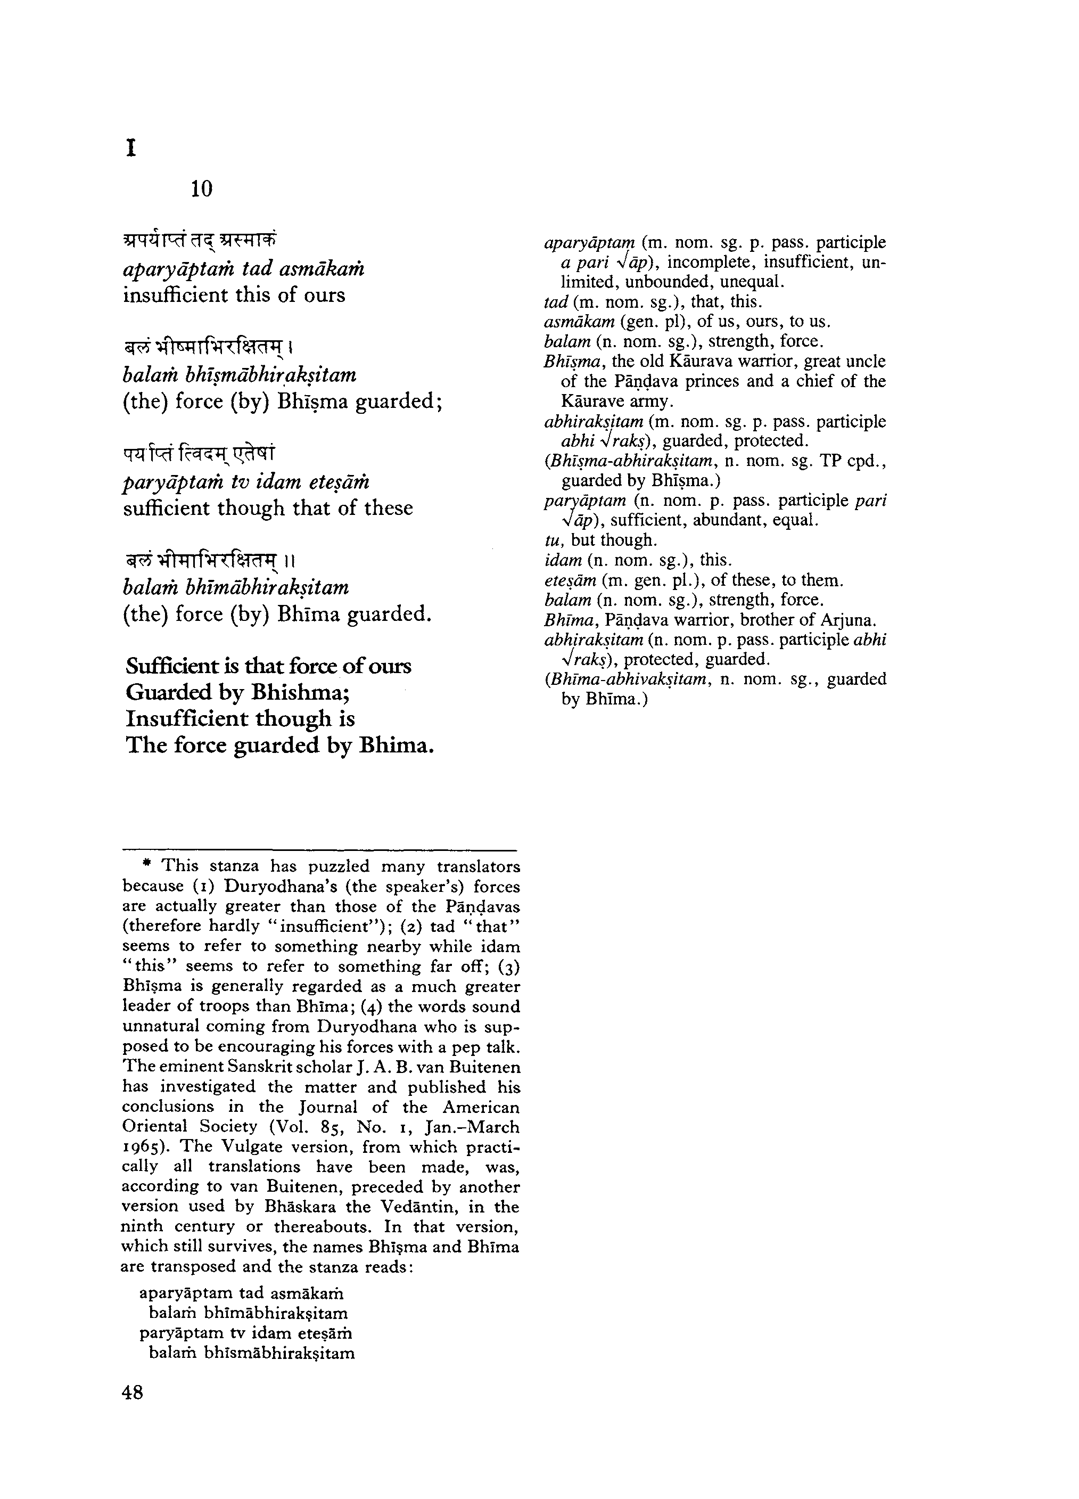 I
10
अपर्याप्तं तद् अस्माकं
aparyāptaṁ tad asmākaṁ
insufficient this of ours
बलं भीष्माभिरक्षितम् ।
balaṁ bhīṣmābhirakṣitam
(the) force (by) Bhīṣma guarded;
पर्याप्तं त्विदम् एतेषां
paryāptaṁ tv idam eteṣāṁ
sufficient though that of these
बलं भीमाभिरक्षितम् ॥
balaṁ bhīmābhirakṣitam
(the) force (by) Bhīma guarded.
Sufficient is that force of ours
Guarded by Bhishma;
Insufficient though is
The force guarded by Bhima.
* This stanza has puzzled many translators
because (1) Duryodhana's (the speaker's) forces
are actually greater than those of the Pāṇḍavas
(therefore hardly "insufficient"); (2) tad "that"
seems to refer to something nearby while idam
"this" seems to refer to something far off; (3)
Bhīṣma is generally regarded as a much greater
leader of troops than Bhīma; (4) the words sound
unnatural coming from Duryodhana who is sup-
posed to be encouraging his forces with a pep talk.
The eminent Sanskrit scholar J. A. B. van Buitenen
has investigated the matter and published his
conclusions in the Journal of the American
Oriental Society (Vol. 85, No. 1, Jan.–March
1965). The Vulgate version, from which practi-
cally all translations have been made, was,
according to van Buitenen, preceded by another
version used by Bhāskara the Vedāntin, in the
ninth century or thereabouts. In that version,
which still survives, the names Bhīṣma and Bhīma
are transposed and the stanza reads:
aparyāptam tad asmākaṁ
balaṁ bhīmābhirakṣitam
paryāptam tv idam eteṣāṁ
balaṁ bhīsmābhirakṣitam
48
aparyāptam (m. nom. sg. p. pass. participle
a pari √āp), incomplete, insufficient, un-
limited, unbounded, unequal.
tad (m. nom. sg.), that, this.
asmākam (gen. pl), of us, ours, to us.
balam (n. nom. sg.), strength, force.
Bhīṣma, the old Kāurava warrior, great uncle
of the Pāṇḍava princes and a chief of the
Kāurave army.
abhirakṣitam (m. nom. sg. p. pass. participle
abhi √rakṣ), guarded, protected.
(Bhīṣma-abhirakṣitam, n. nom. sg. TP cpd.,
guarded by Bhīṣma.)
paryāptam (n. nom. p. pass. participle pari
√āp), sufficient, abundant, equal.
tu, but though.
idam (n. nom. sg.), this.
eteṣām (m. gen. pl.), of these, to them.
balam (n. nom. sg.), strength, force.
Bhīma, Pāṇḍava warrior, brother of Arjuna.
abhirakṣitam (n. nom. p. pass. participle abhi
√rakṣ), protected, guarded.
(Bhīma-abhivakṣitam, n. nom. sg., guarded
by Bhīma.)